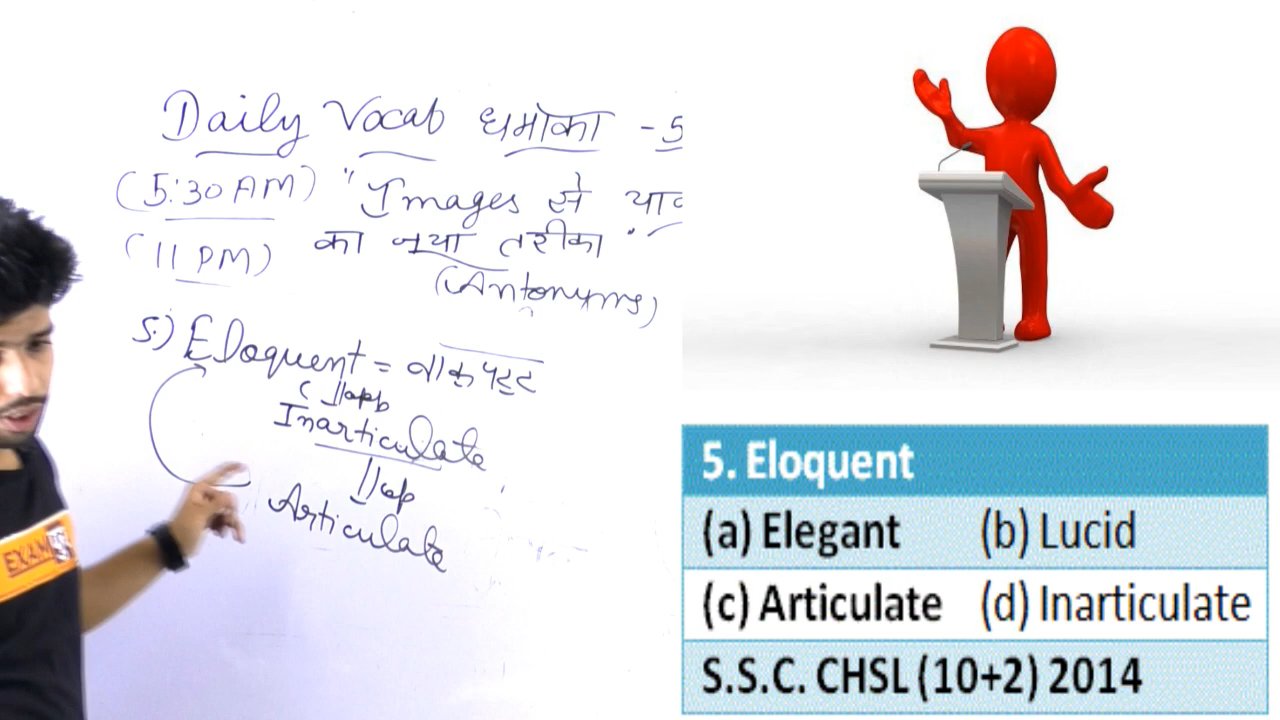 Daily Vocab धमाका - 5
(5:30 AM) "Images से
(11 PM) का नया तरीका"
(Antonyms)
5.) Eloquent = वाकपटु
Inarticulate
Articulate
EXAM
5. Eloquent
(a) Elegant (b) Lucid
(c) Articulate (d) Inarticulate
S.S.C. CHSL (10+2) 2014